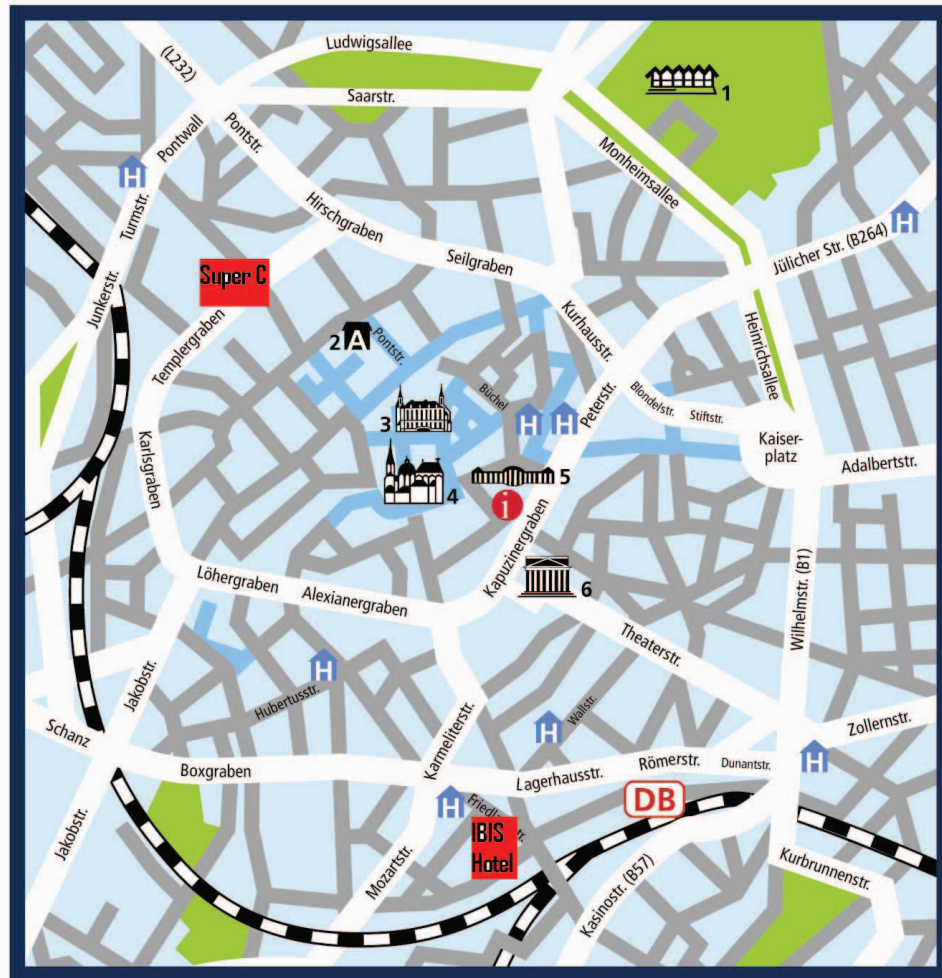 Ludwigsallee
(L232)
Saarstr.
1
Pontwall
Pontstr.
Monheimsallee
H
Turmstr.
Hirschgraben
Seilgraben
Jülicher Str. (B264)
H
Super C
Junkerstr.
Templergraben
2
A
Pontstr.
Kurhausstr.
Heinrichsallee
Büchel
3
H
H
Peterstr.
Blondelstr.
Stiftstr.
Kaiser-
platz
Adalbertstr.
Karlsgraben
4
5
i
Kapuzinergraben
6
Löhergraben
Alexianergraben
Theaterstr.
Wilhelmstr. (B1)
Jakobstr.
Hubertusstr.
H
Karmeliterstr.
H
Wallstr.
Zollernstr.
Schanz
Boxgraben
Lagerhausstr.
Römerstr.
Dunantstr.
H
DB
H
IBIS
Hotel
Jakobstr.
Mozartstr.
Kasinostr. (B57)
Kurbrunnenstr.